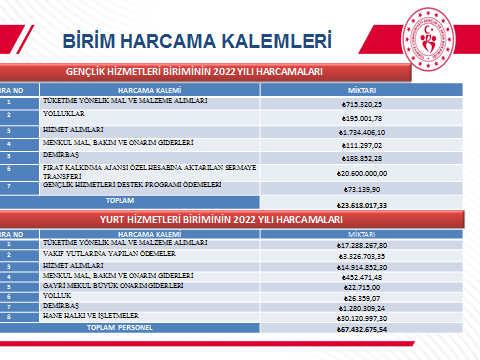 BİRİM HARCAMA KALEMLERİ
GENÇLİK HİZMETLERİ BİRİMİNİN 2022 YILI HARCAMALARI
IRA NO HARCAMA KALEMİ MİKTARI
1 TÜKETİME YÖNELİK MAL VE MALZEME ALIMLARI ₺715.320,25
2 YOLLUKLAR ₺195.001,78
3 HİZMET ALIMLARI ₺1.734.406,10
4 MENKUL MAL, BAKIM VE ONARIM GİDERLERİ ₺111.297,02
5 DEMİRBAŞ ₺188.852,28
6 FIRAT KALKINMA AJANSI ÖZEL HESABINA AKTARILAN SERMAYE
TRANSFERİ ₺20.600.000,00
7 GENÇLİK HİZMETLERİ DESTEK PROGRAMI ÖDEMELERİ ₺73.139,90
TOPLAM ₺23.618.017,33
YURT HİZMETLERİ BİRİMİNİN 2022 YILI HARCAMALARI
IRA NO HARCAMA KALEMİ MİKTARI
1 TÜKETİME YÖNELİK MAL VE MALZEME ALIMLARI ₺17.288.267,80
2 VAKIF YUTLARINA YAPILAN ÖDEMELER ₺3.326.703,35
3 HİZMET ALIMLARI ₺14.914.852,30
4 MENKUL MAL, BAKIM VE ONARIM GİDERLERİ ₺452.471,48
5 GAYRİ MEKUL BÜYÜK ONARIM GİDERLERİ ₺22.715,00
6 YOLLUK ₺26.359,07
7 DEMİRBAŞ ₺1.280.309,24
8 HANE HALKI VE İŞLETMELER ₺30.120.997,30
TOPLAM PERSONEL ₺67.432.675,54